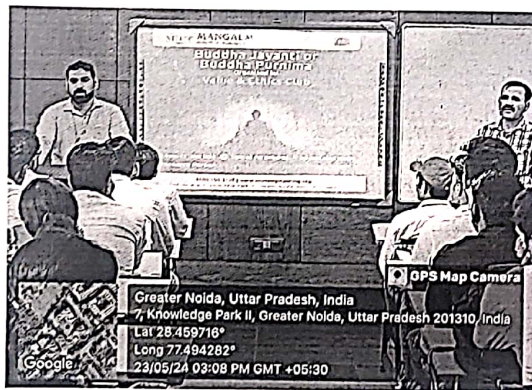 MANGALM
Buddha Jayanti or
Buddha Purnima
Value & Ethics Club
GPS Map Camera
Greater Noida, Uttar Pradesh, India
7, Knowledge Park II, Greater Noida, Uttar Pradesh 201310, India
Lat 28.459716°
Long 77.494282°
23/05/24 03:08 PM GMT +05:30
Google